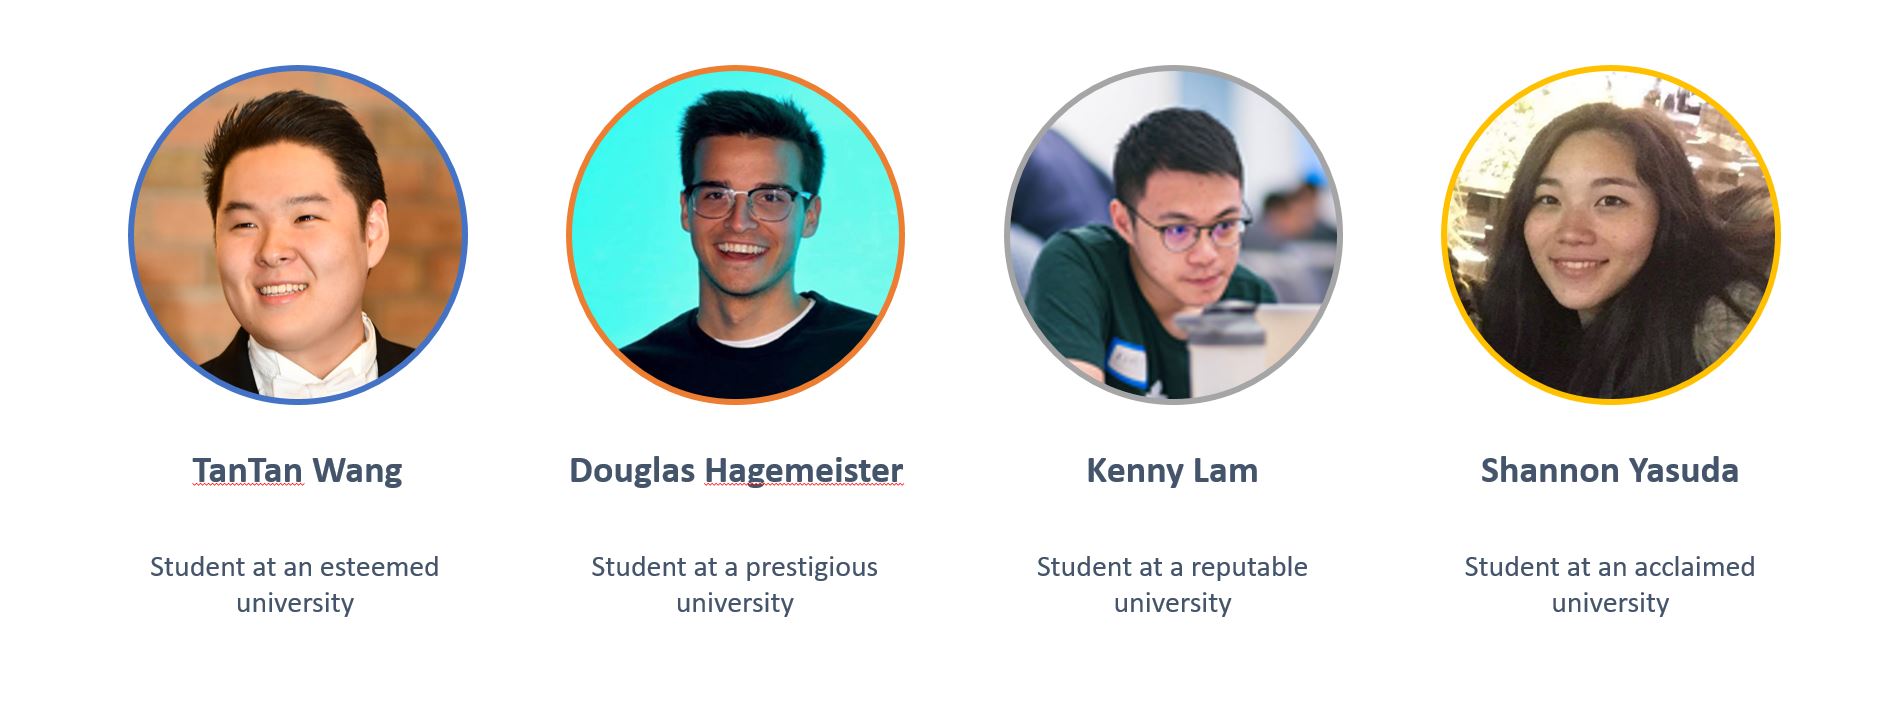 TanTan Wang
Douglas Hagemeister
Kenny Lam
Shannon Yasuda
Student at an esteemed
university
Student at a prestigious
university
Student at a reputable
university
Student at an acclaimed
university